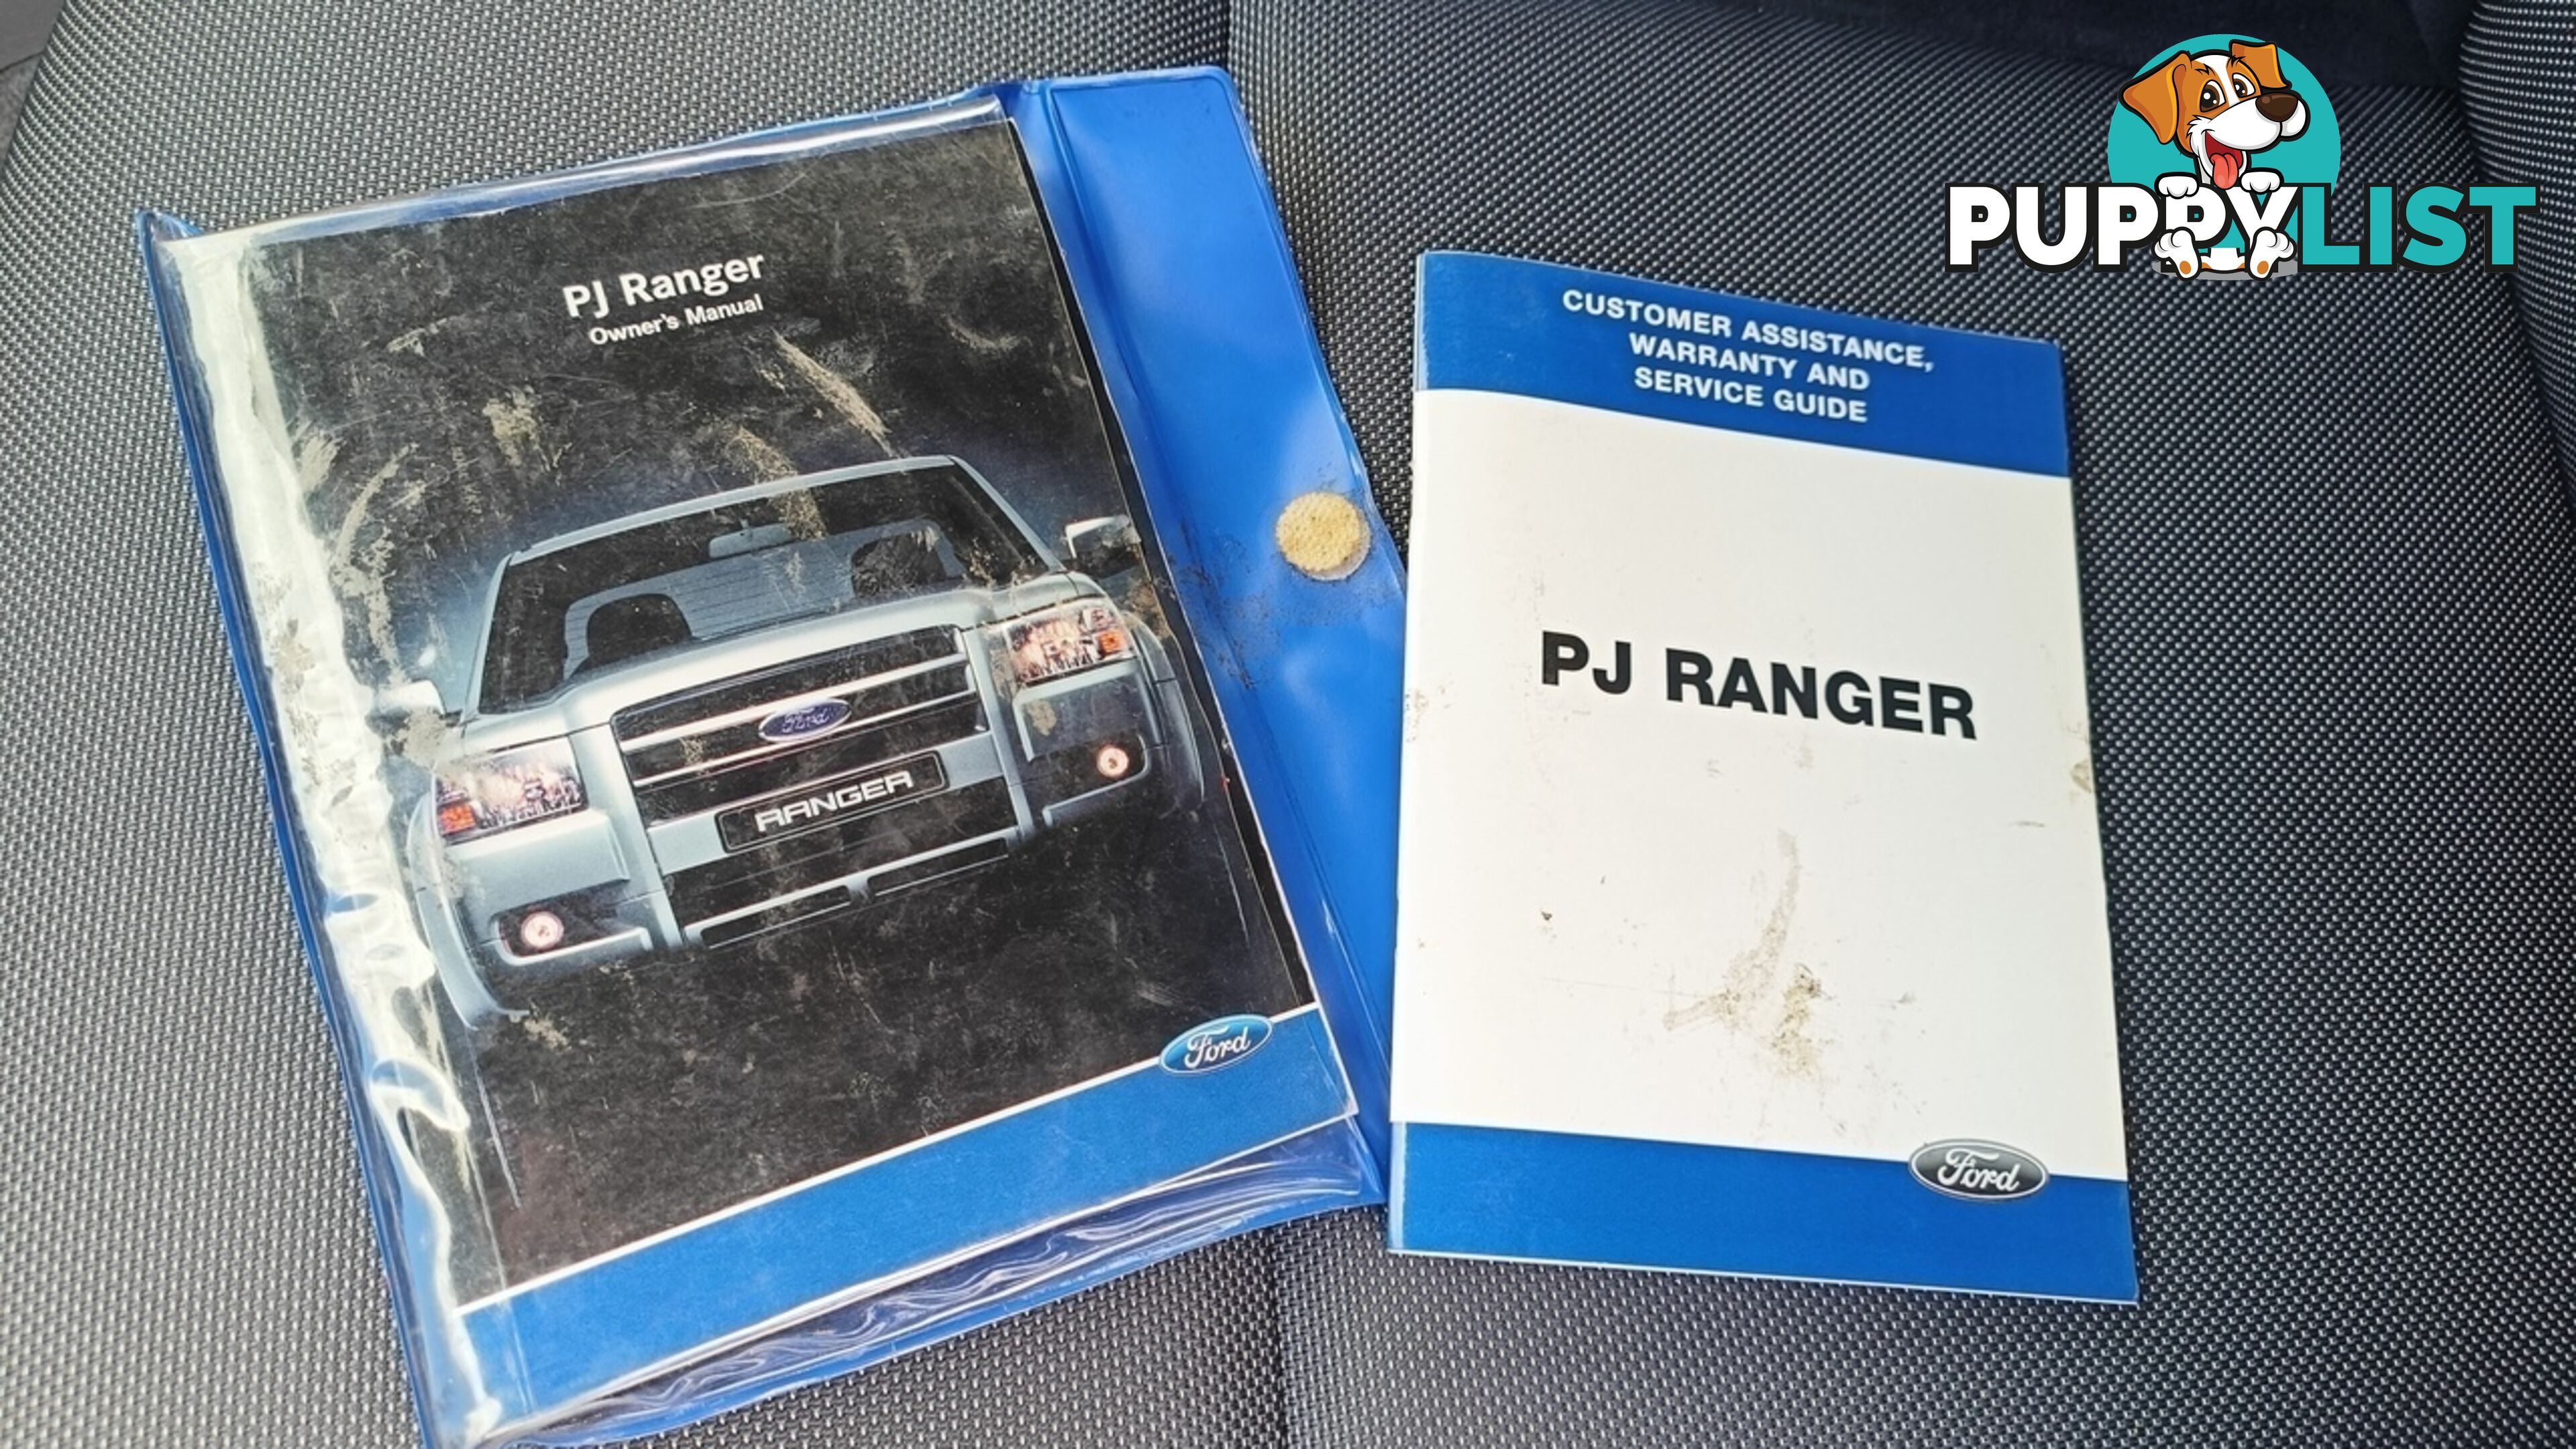 PJ Ranger
Owner's Manual
Ford
RANGER
Ford
CUSTOMER ASSISTANCE,
WARRANTY AND
SERVICE GUIDE
PJ RANGER
Ford
PUPPYLIST